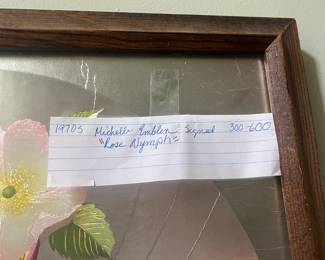 1970s Michelle Emblem Signed 300-600
"Rose Nymph"